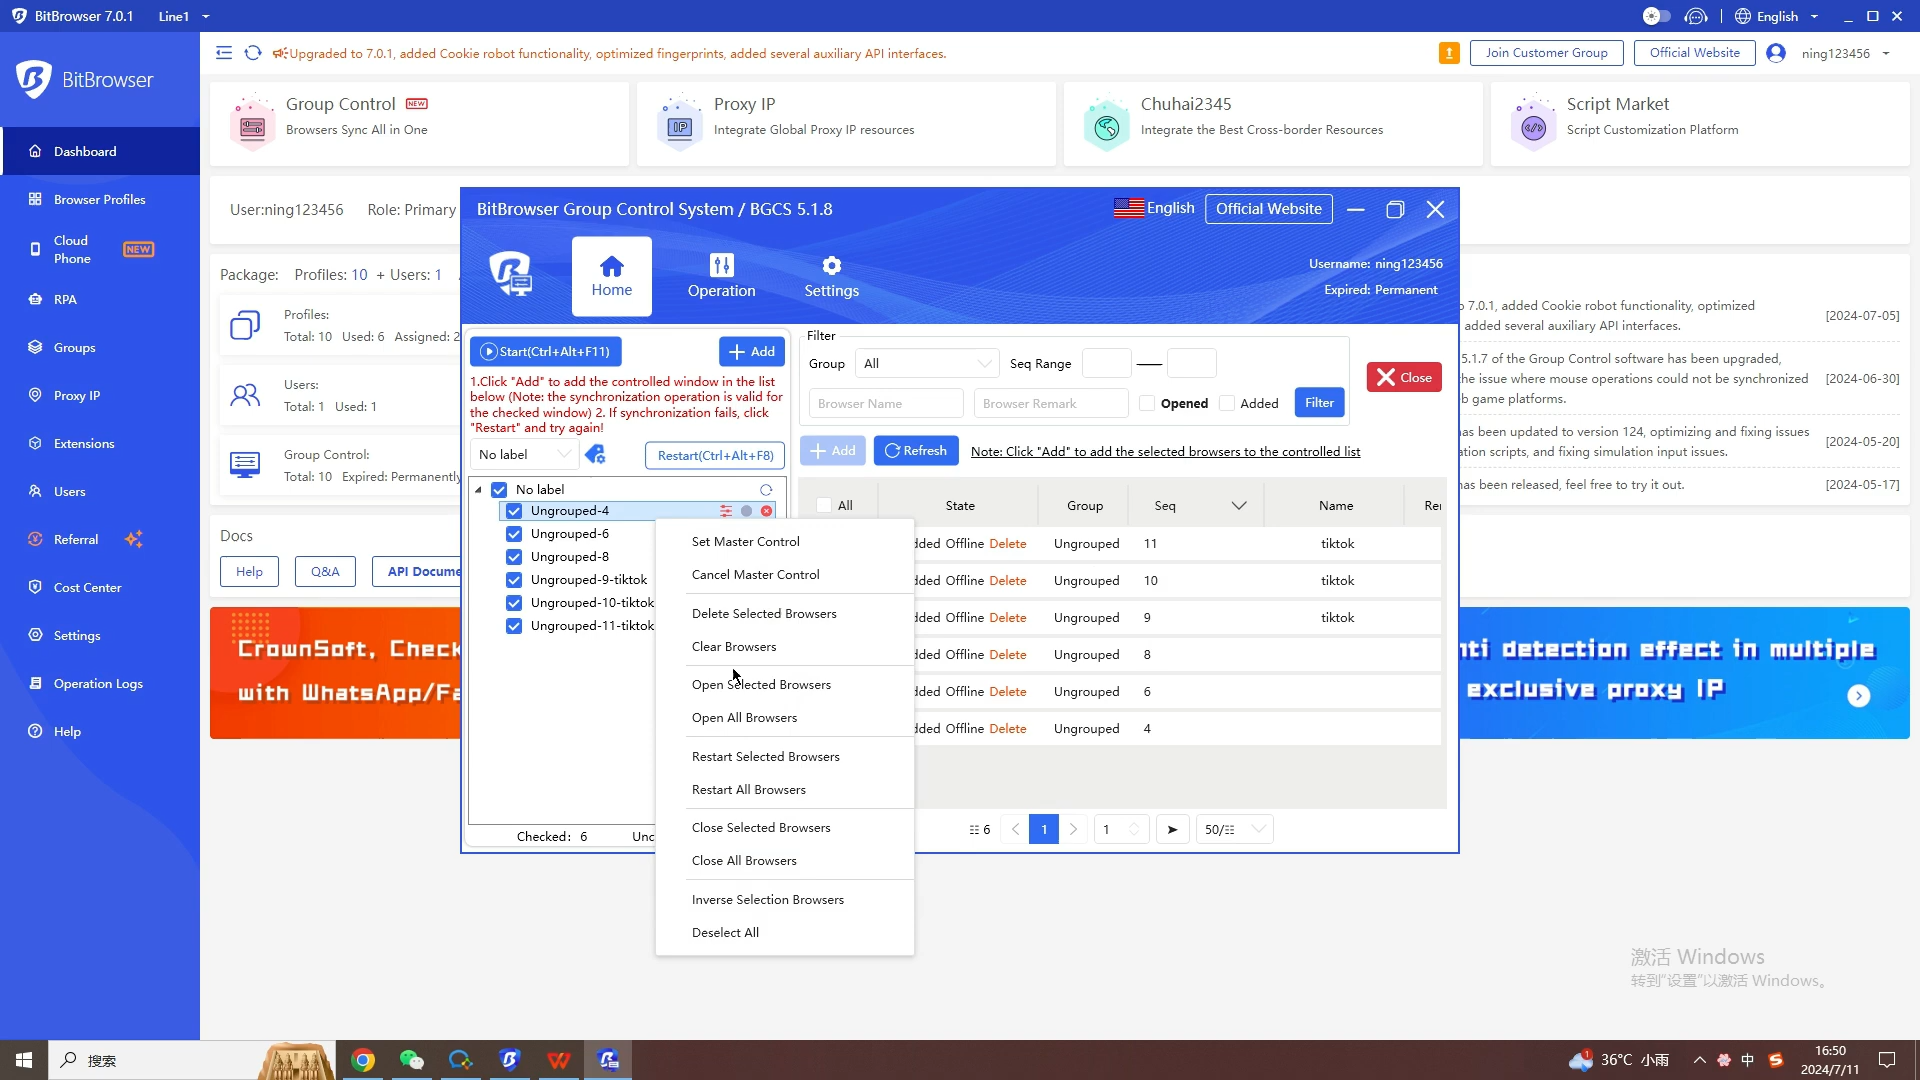 BitBrowser 7.0.1
Line1
English
BitBrowser
Upgraded to 7.0.1, added Cookie robot functionality, optimized fingerprints, added several auxiliary API interfaces.
Join Customer Group
Official Website
ning123456
Dashboard
Browser Profiles
Cloud
Phone
NEW
RPA
Groups
Proxy IP
Extensions
Users
Referral
Cost Center
Settings
Operation Logs
Help
Group Control NEW
Browsers Sync All in One
Proxy IP
Integrate Global Proxy IP resources
IP
Chuhai2345
Integrate the Best Cross-border Resources
Script Market
Script Customization Platform
User:ning123456
Role: Primary
Package: Profiles: 10 + Users: 1
Profiles:
Total: 10 Used: 6 Assigned: 2
Users:
Total: 1 Used: 1
Group Control:
Total: 10 Expired: Permanently
Docs
Help
Q&A
API Docume
CrownSoft, Check
with WhatsApp/Fa
BitBrowser Group Control System / BGCS 5.1.8
English
Official Website
Home
Operation
Settings
Username: ning123456
Expired: Permanent
Start(Ctrl+Alt+F11)
Add
1.Click "Add" to add the controlled window in the list
below (Note: the synchronization operation is valid for
the checked window) 2. If synchronization fails, click
"Restart" and try again!
No label
Restart(Ctrl+Alt+F8)
No label
Ungrouped-4
Ungrouped-6
Ungrouped-8
Ungrouped-9-tiktok
Ungrouped-10-tiktok
Ungrouped-11-tiktok
Checked: 6
Unc
Filter
Group
All
Seq Range
Browser Name
Browser Remark
Opened
Added
Filter
Close
Add
Refresh
Note: Click "Add" to add the selected browsers to the controlled list
All State Group Seq Name Rei
dded Offline Delete Ungrouped 11 tiktok
dded Offline Delete Ungrouped 10 tiktok
dded Offline Delete Ungrouped 9 tiktok
dded Offline Delete Ungrouped 8
dded Offline Delete Ungrouped 6
dded Offline Delete Ungrouped 4
6
1
1
50/
Set Master Control
Cancel Master Control
Delete Selected Browsers
Clear Browsers
Open Selected Browsers
Open All Browsers
Restart Selected Browsers
Restart All Browsers
Close Selected Browsers
Close All Browsers
Inverse Selection Browsers
Deselect All
o 7.0.1, added Cookie robot functionality, optimized
added several auxiliary API interfaces.
[2024-07-05]
5.1.7 of the Group Control software has been upgraded,
he issue where mouse operations could not be synchronized
b game platforms.
[2024-06-30]
as been updated to version 124, optimizing and fixing issues
ation scripts, and fixing simulation input issues.
[2024-05-20]
as been released, feel free to try it out.
[2024-05-17]
nti detection effect in multiple
exclusive proxy IP
激活 Windows
转到"设置"以激活 Windows。
搜索
1
36°C 小雨
中
16:50
2024/7/11